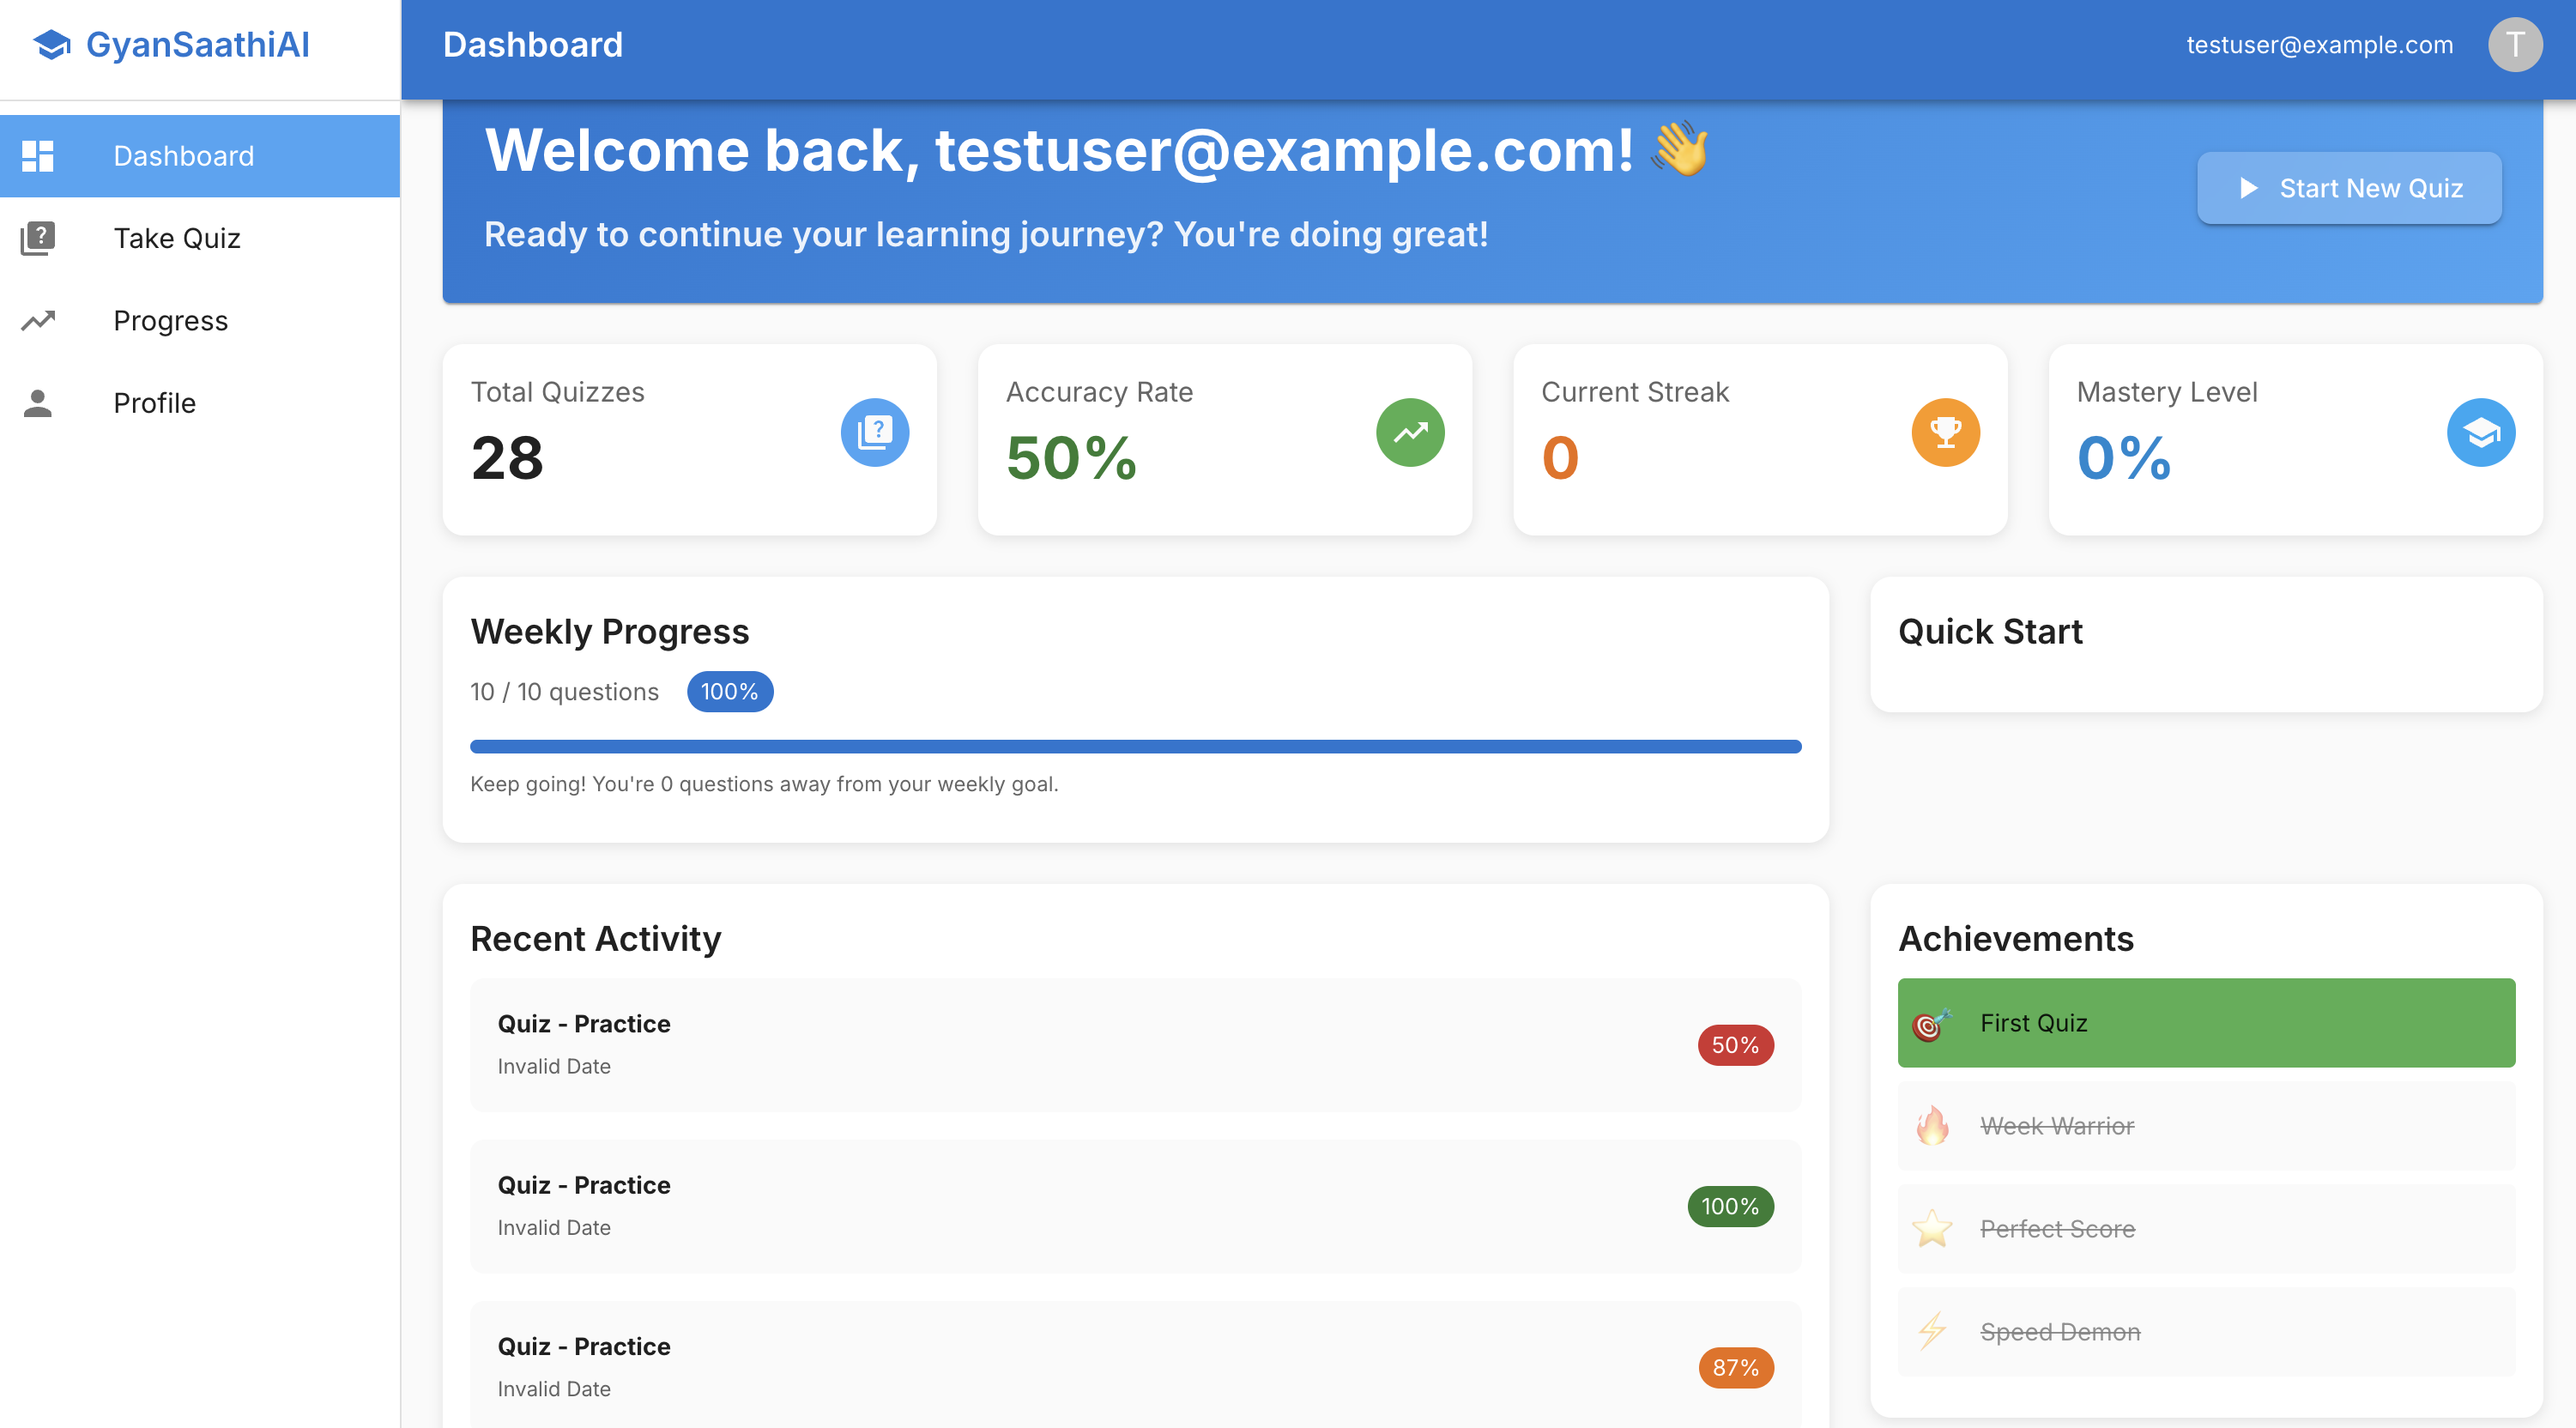 GyanSaathiAI
Dashboard
testuser@example.com
T
Dashboard
Take Quiz
Progress
Profile
Welcome back, testuser@example.com! 👋
Ready to continue your learning journey? You're doing great!
Start New Quiz
Total Quizzes
28
Accuracy Rate
50%
Current Streak
0
Mastery Level
0%
Weekly Progress
10 / 10 questions
100%
Keep going! You're 0 questions away from your weekly goal.
Quick Start
Recent Activity
Quiz - Practice
Invalid Date
50%
Quiz - Practice
Invalid Date
100%
Quiz - Practice
Invalid Date
87%
Achievements
First Quiz
Week Warrior
Perfect Score
Speed Demon